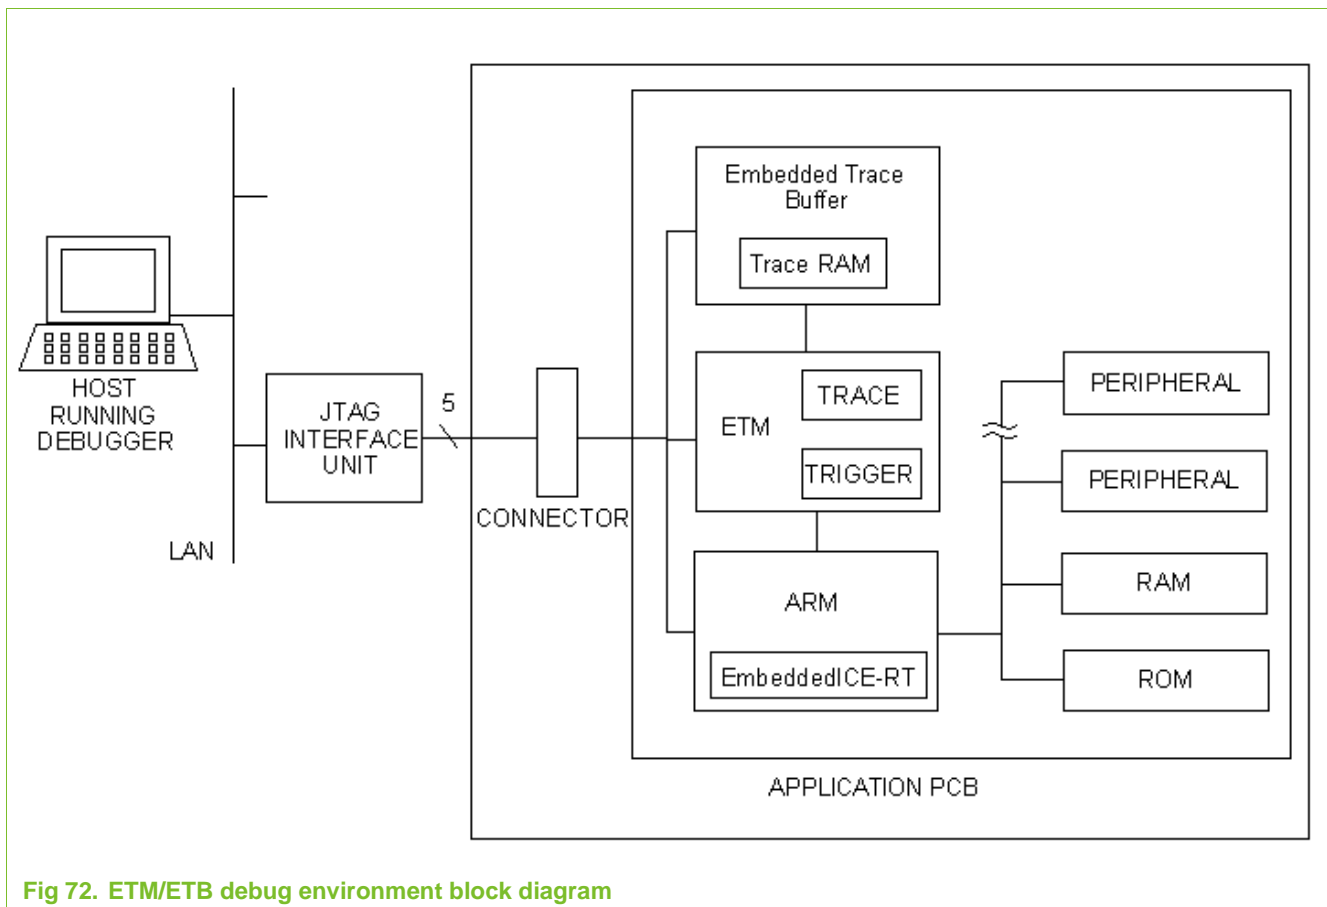 Embedded Trace
Buffer
Trace RAM
HOST
RUNNING
DEBUGGER
JTAG
INTERFACE
UNIT
5
CONNECTOR
LAN
ETM
TRACE
TRIGGER
ARM
EmbeddedICE-RT
PERIPHERAL
PERIPHERAL
RAM
ROM
APPLICATION PCB
Fig 72. ETM/ETB debug environment block diagram